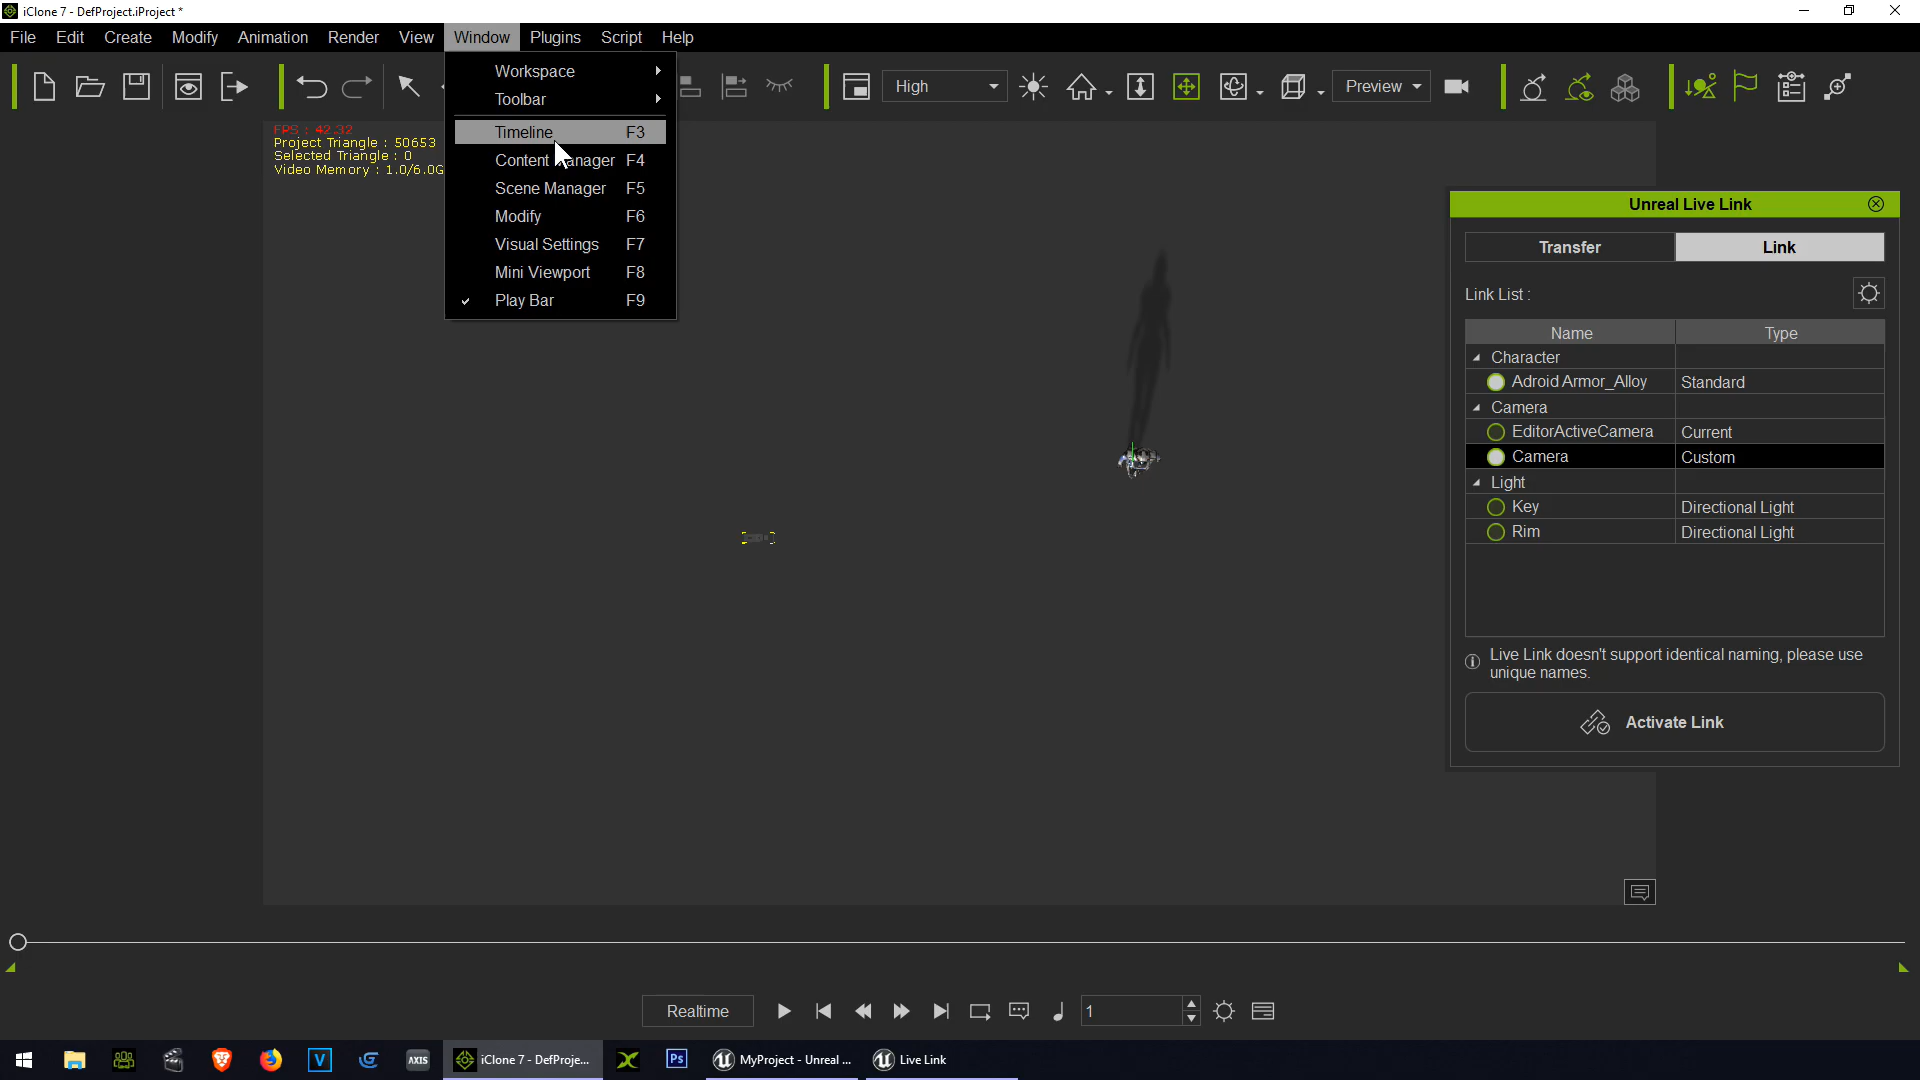 iClone 7 - DefProject.iProject *
File Edit Create Modify Animation Render View Window Plugins Script Help
Workspace
Toolbar
Timeline F3
Content Manager F4
Scene Manager F5
Modify F6
Visual Settings F7
Mini Viewport F8
Play Bar F9
High
Preview
FPS : 42.32
Project Triangle : 50653
Selected Triangle : 0
Video Memory : 1.0/6.0G
Unreal Live Link
Transfer Link
Link List :
Name Type
Character
Adroid Armor_Alloy Standard
Camera
EditorActiveCamera Current
Camera Custom
Light
Key Directional Light
Rim Directional Light
Live Link doesn't support identical naming, please use
unique names.
Activate Link
Realtime
1
V
AXIS
iClone 7 - DefProje...
Ps
MyProject - Unreal ...
Live Link